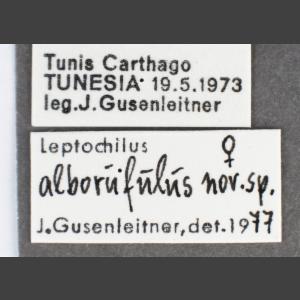 Tunis Carthago
TUNESIA 19.5.1973
leg.J.Gusenleitner
Leptochilus ♀
alborufulus nov.sp.
J.Gusenleitner,det.1977